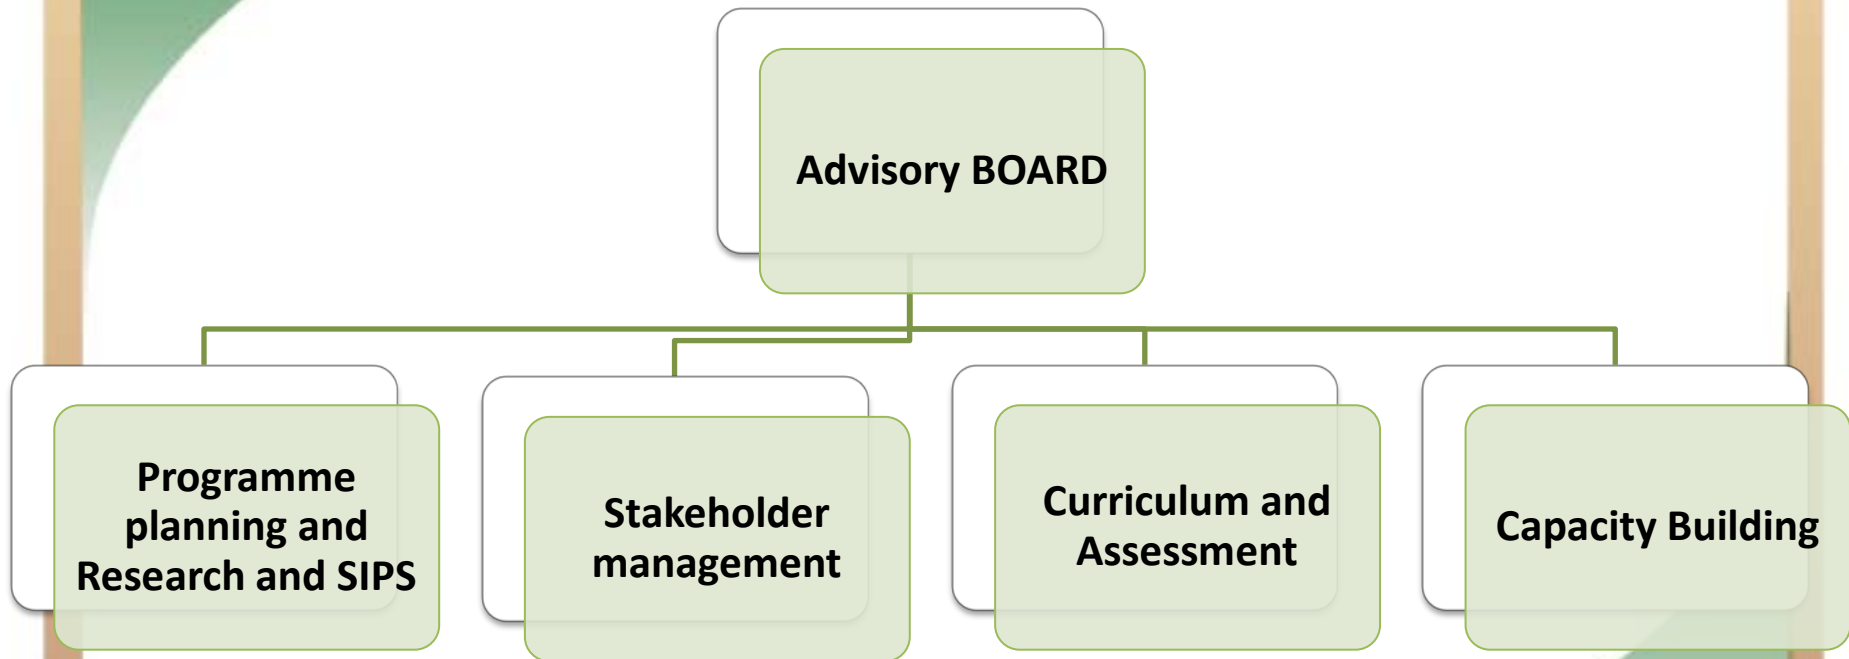 Advisory BOARD
Programme
planning and
Research and SIPS
Stakeholder
management
Curriculum and
Assessment
Capacity Building